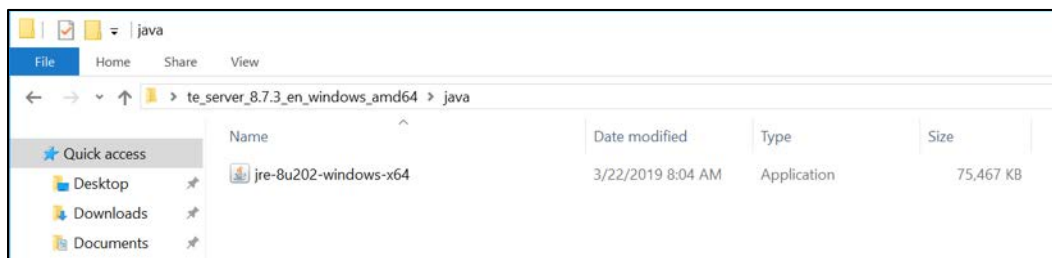 java
File Home Share View
te_server_8.7.3_en_windows_amd64 > java
Name Date modified Type Size
Quick access
jre-8u202-windows-x64 3/22/2019 8:04 AM Application 75,467 KB
Desktop
Downloads
Documents